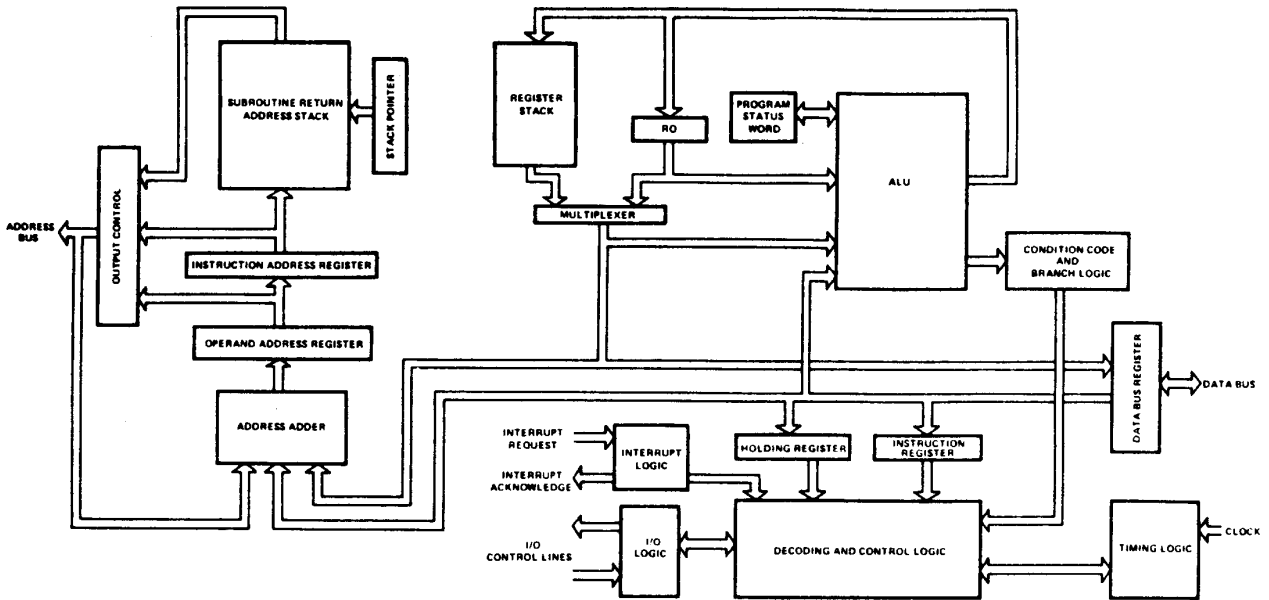 SUBROUTINE RETURN
ADDRESS STACK
STACK POINTER
REGISTER
STACK
PROGRAM
STATUS
WORD
RO
ALU
MULTIPLEXER
ADDRESS
BUS
OUTPUT CONTROL
INSTRUCTION ADDRESS REGISTER
CONDITION CODE
AND
BRANCH LOGIC
OPERAND ADDRESS REGISTER
DATA BUS REGISTER
DATA BUS
ADDRESS ADDER
INTERRUPT
REQUEST
INTERRUPT
LOGIC
INTERRUPT
ACKNOWLEDGE
HOLDING REGISTER
INSTRUCTION
REGISTER
I/O
CONTROL LINES
I/O
LOGIC
DECODING AND CONTROL LOGIC
TIMING LOGIC
CLOCK